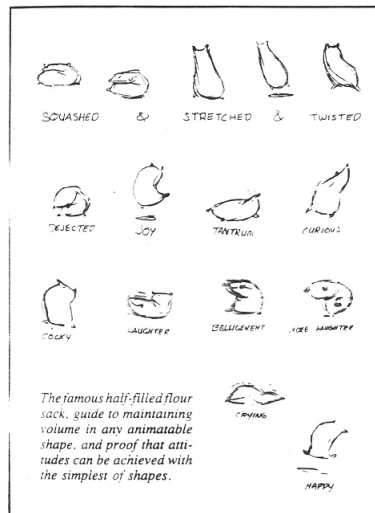 SQUASHED & STRETCHED & TWISTED
DEJECTED JOY TANTRUM CURIOUS
COCKY LAUGHTER BELLIGERENT MORE LAUGHTER
The famous half-filled flour
sack, guide to maintaining
volume in any animatable
shape, and proof that atti-
tudes can be achieved with
the simplest of shapes.
CRYING
HAPPY